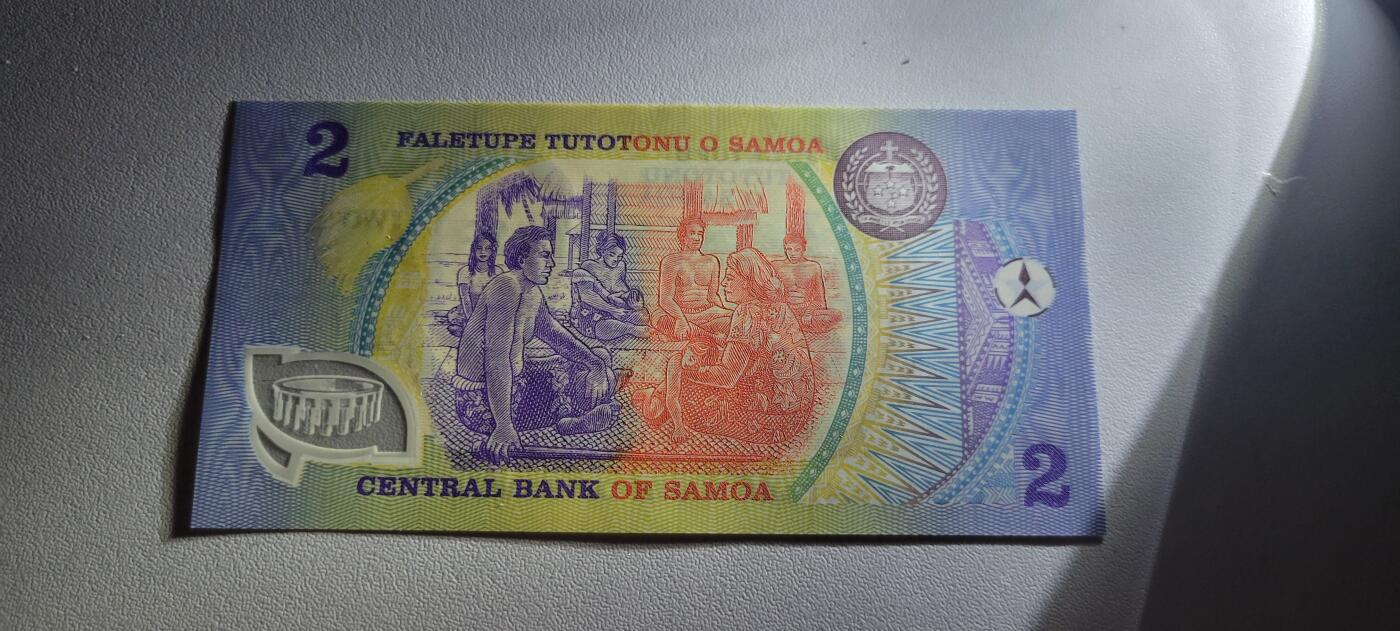 2
FALETUPE TUTOTONU O SAMOA
CENTRAL BANK OF SAMOA
2